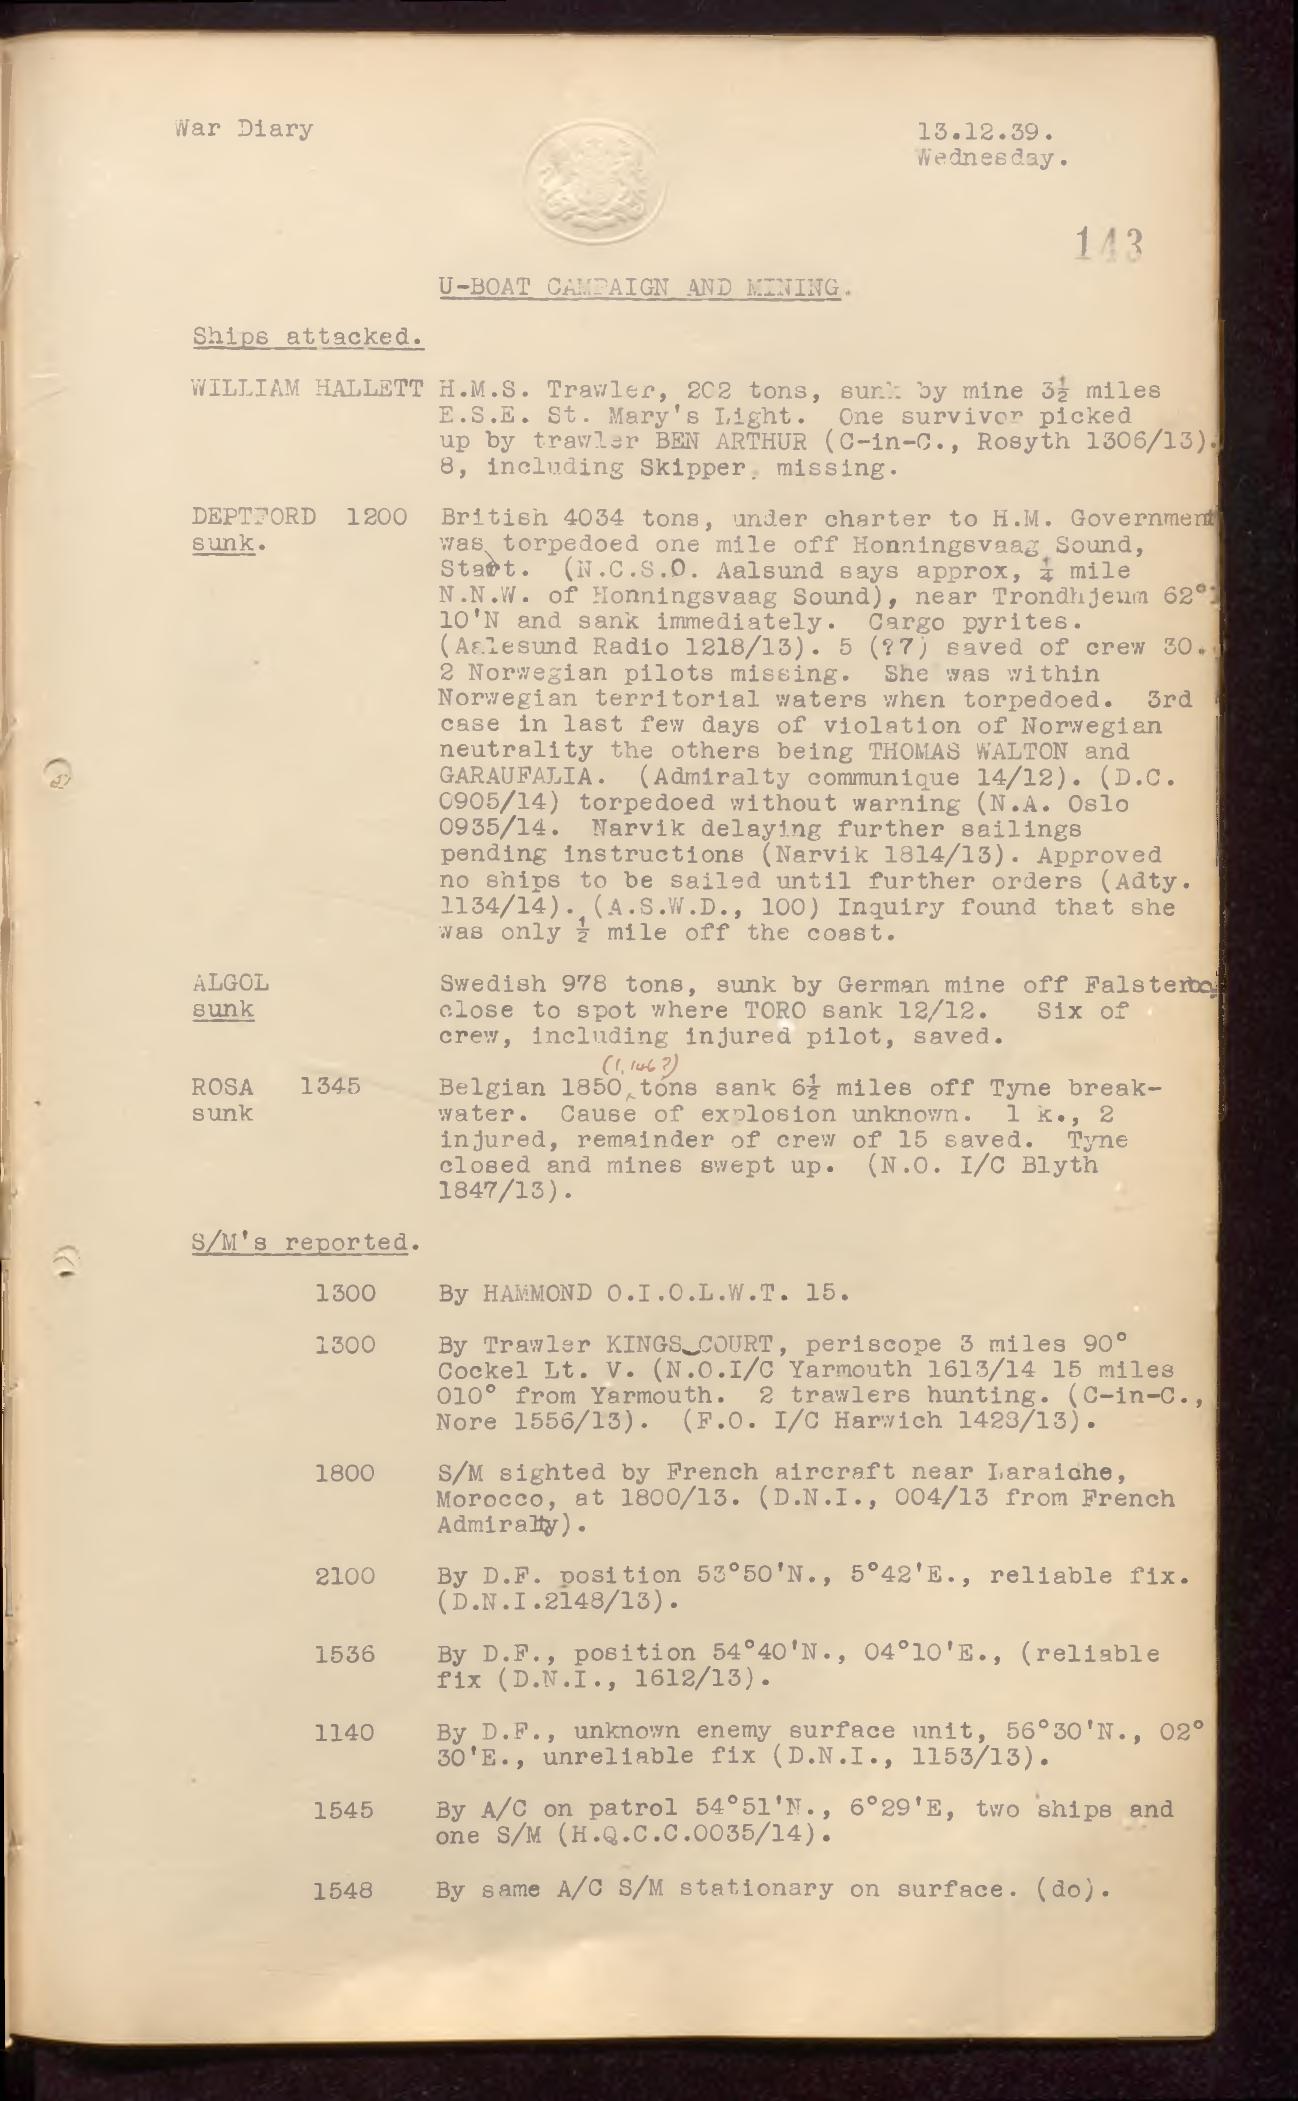 War Diary
13.12.39.
Wednesday.
143
U-BOAT CAMPAIGN AND MINING.
Ships attacked.
WILLIAM HALLETT H.M.S. Trawler, 202 tons, sunk by mine 3½ miles
E.S.E. St. Mary's Light. One survivor picked
up by trawler BEN ARTHUR (C-in-C., Rosyth 1306/13).
8, including Skipper, missing.
DEPTFORD 1200 British 4034 tons, under charter to H.M. Government
sunk. was torpedoed one mile off Honningsvaag Sound,
Statt. (N.C.S.O. Aalsund says approx, ¼ mile
N.N.W. of Honningsvaag Sound), near Trondhjeum 62°
10'N and sank immediately. Cargo pyrites.
(Aalesund Radio 1218/13). 5 (?7) saved of crew 30.
2 Norwegian pilots missing. She was within
Norwegian territorial waters when torpedoed. 3rd
case in last few days of violation of Norwegian
neutrality the others being THOMAS WALTON and
GARAUFALIA. (Admiralty communique 14/12). (D.C.
0905/14) torpedoed without warning (N.A. Oslo
0935/14. Narvik delaying further sailings
pending instructions (Narvik 1814/13). Approved
no ships to be sailed until further orders (Adty.
1134/14). (A.S.W.D., 100) Inquiry found that she
was only ½ mile off the coast.
ALGOL Swedish 978 tons, sunk by German mine off Falsterbo,
sunk close to spot where TORO sank 12/12. Six of
crew, including injured pilot, saved.
(1,146?)
ROSA 1345 Belgian 1850 tons sank 6½ miles off Tyne break-
sunk water. Cause of explosion unknown. 1 k., 2
injured, remainder of crew of 15 saved. Tyne
closed and mines swept up. (N.O. I/C Blyth
1847/13).
S/M's reported.
1300 By HAMMOND O.I.O.L.W.T. 15.
1300 By Trawler KINGS COURT, periscope 3 miles 90°
Cockel Lt. V. (N.O.I/C Yarmouth 1613/14 15 miles
010° from Yarmouth. 2 trawlers hunting. (C-in-C.,
Nore 1556/13). (F.O. I/C Harwich 1423/13).
1800 S/M sighted by French aircraft near Laraiche,
Morocco, at 1800/13. (D.N.I., 004/13 from French
Admiralty).
2100 By D.F. position 53°50'N., 5°42'E., reliable fix.
(D.N.I.2148/13).
1536 By D.F., position 54°40'N., 04°10'E., (reliable
fix (D.N.I., 1612/13).
1140 By D.F., unknown enemy surface unit, 56°30'N., 02°
30'E., unreliable fix (D.N.I., 1153/13).
1545 By A/C on patrol 54°51'N., 6°29'E, two ships and
one S/M (H.Q.C.C.0035/14).
1548 By same A/C S/M stationary on surface. (do).